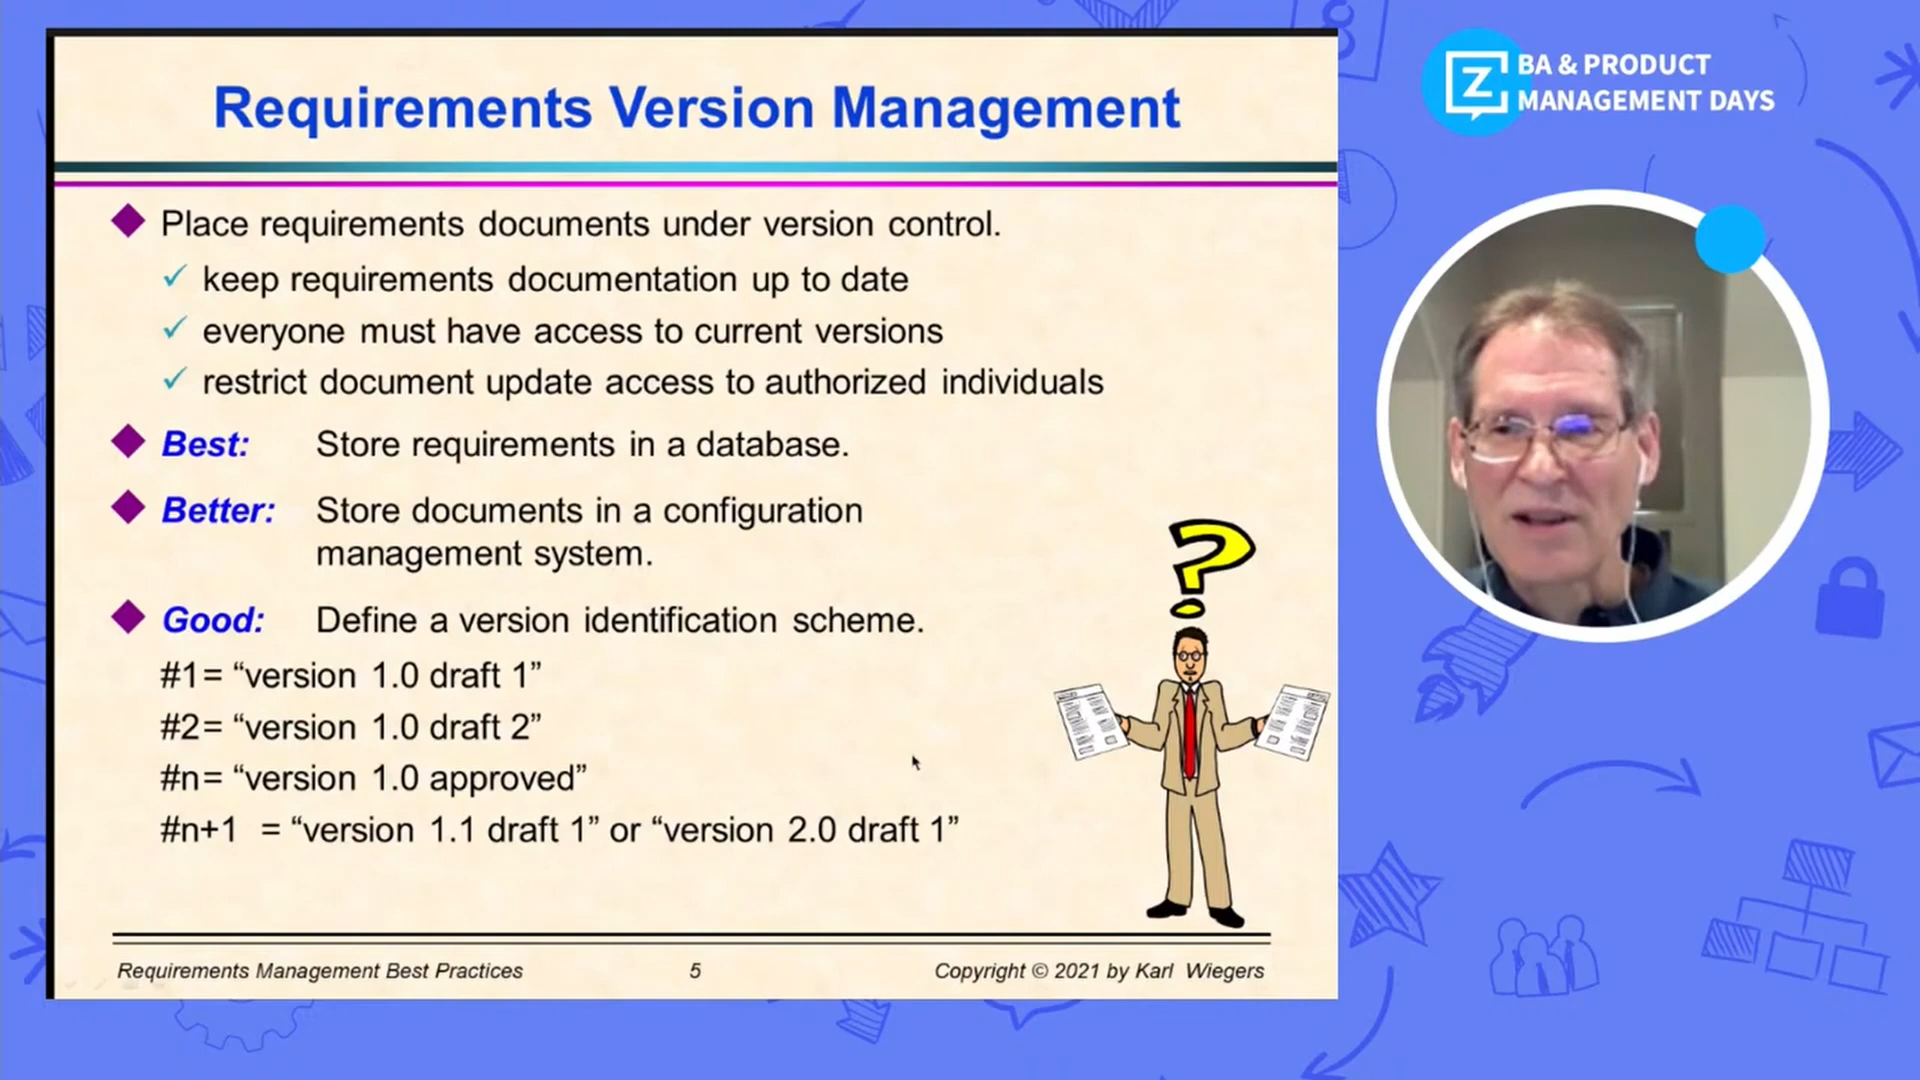 Requirements Version Management
Place requirements documents under version control.
✓ keep requirements documentation up to date
✓ everyone must have access to current versions
✓ restrict document update access to authorized individuals
Best: Store requirements in a database.
Better: Store documents in a configuration
management system.
Good: Define a version identification scheme.
#1= “version 1.0 draft 1”
#2= “version 1.0 draft 2”
#n= “version 1.0 approved”
#n+1 = “version 1.1 draft 1” or “version 2.0 draft 1”
Requirements Management Best Practices 5 Copyright © 2021 by Karl Wiegers
Z BA & PRODUCT
MANAGEMENT DAYS